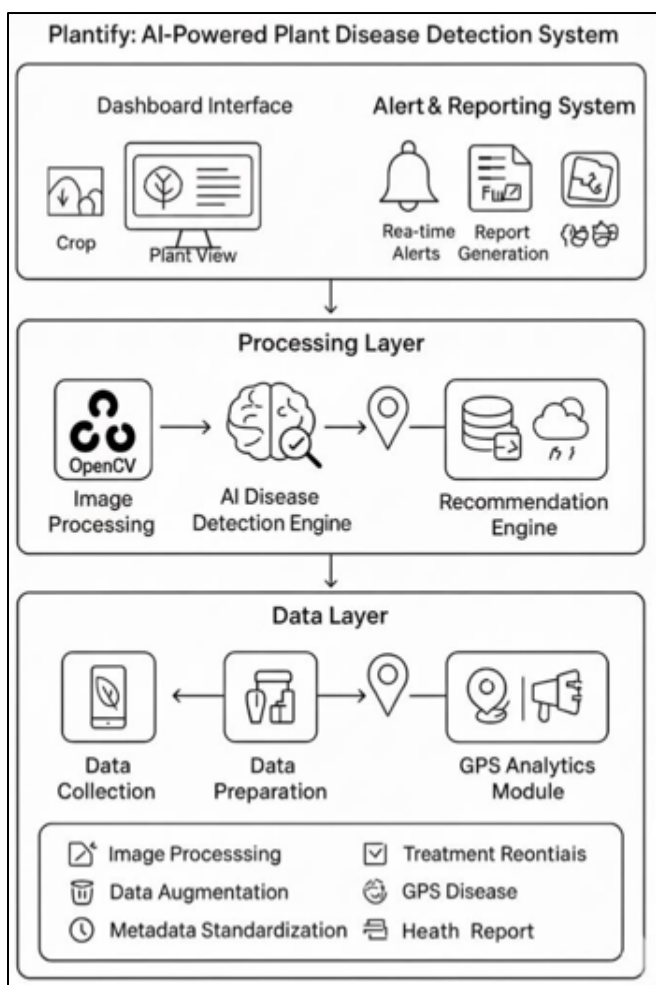 Plantify: AI-Powered Plant Disease Detection System
Dashboard Interface
Alert & Reporting System
Crop
Plant View
Rea-time
Alerts
Report
Generation
Processing Layer
OpenCV
Image
Processing
AI Disease
Detection Engine
Recommendation
Engine
Data Layer
Data
Collection
Data
Preparation
GPS Analytics
Module
Image Processsing
Data Augmentation
Metadata Standardization
Treatment Reontiais
GPS Disease
Heath Report